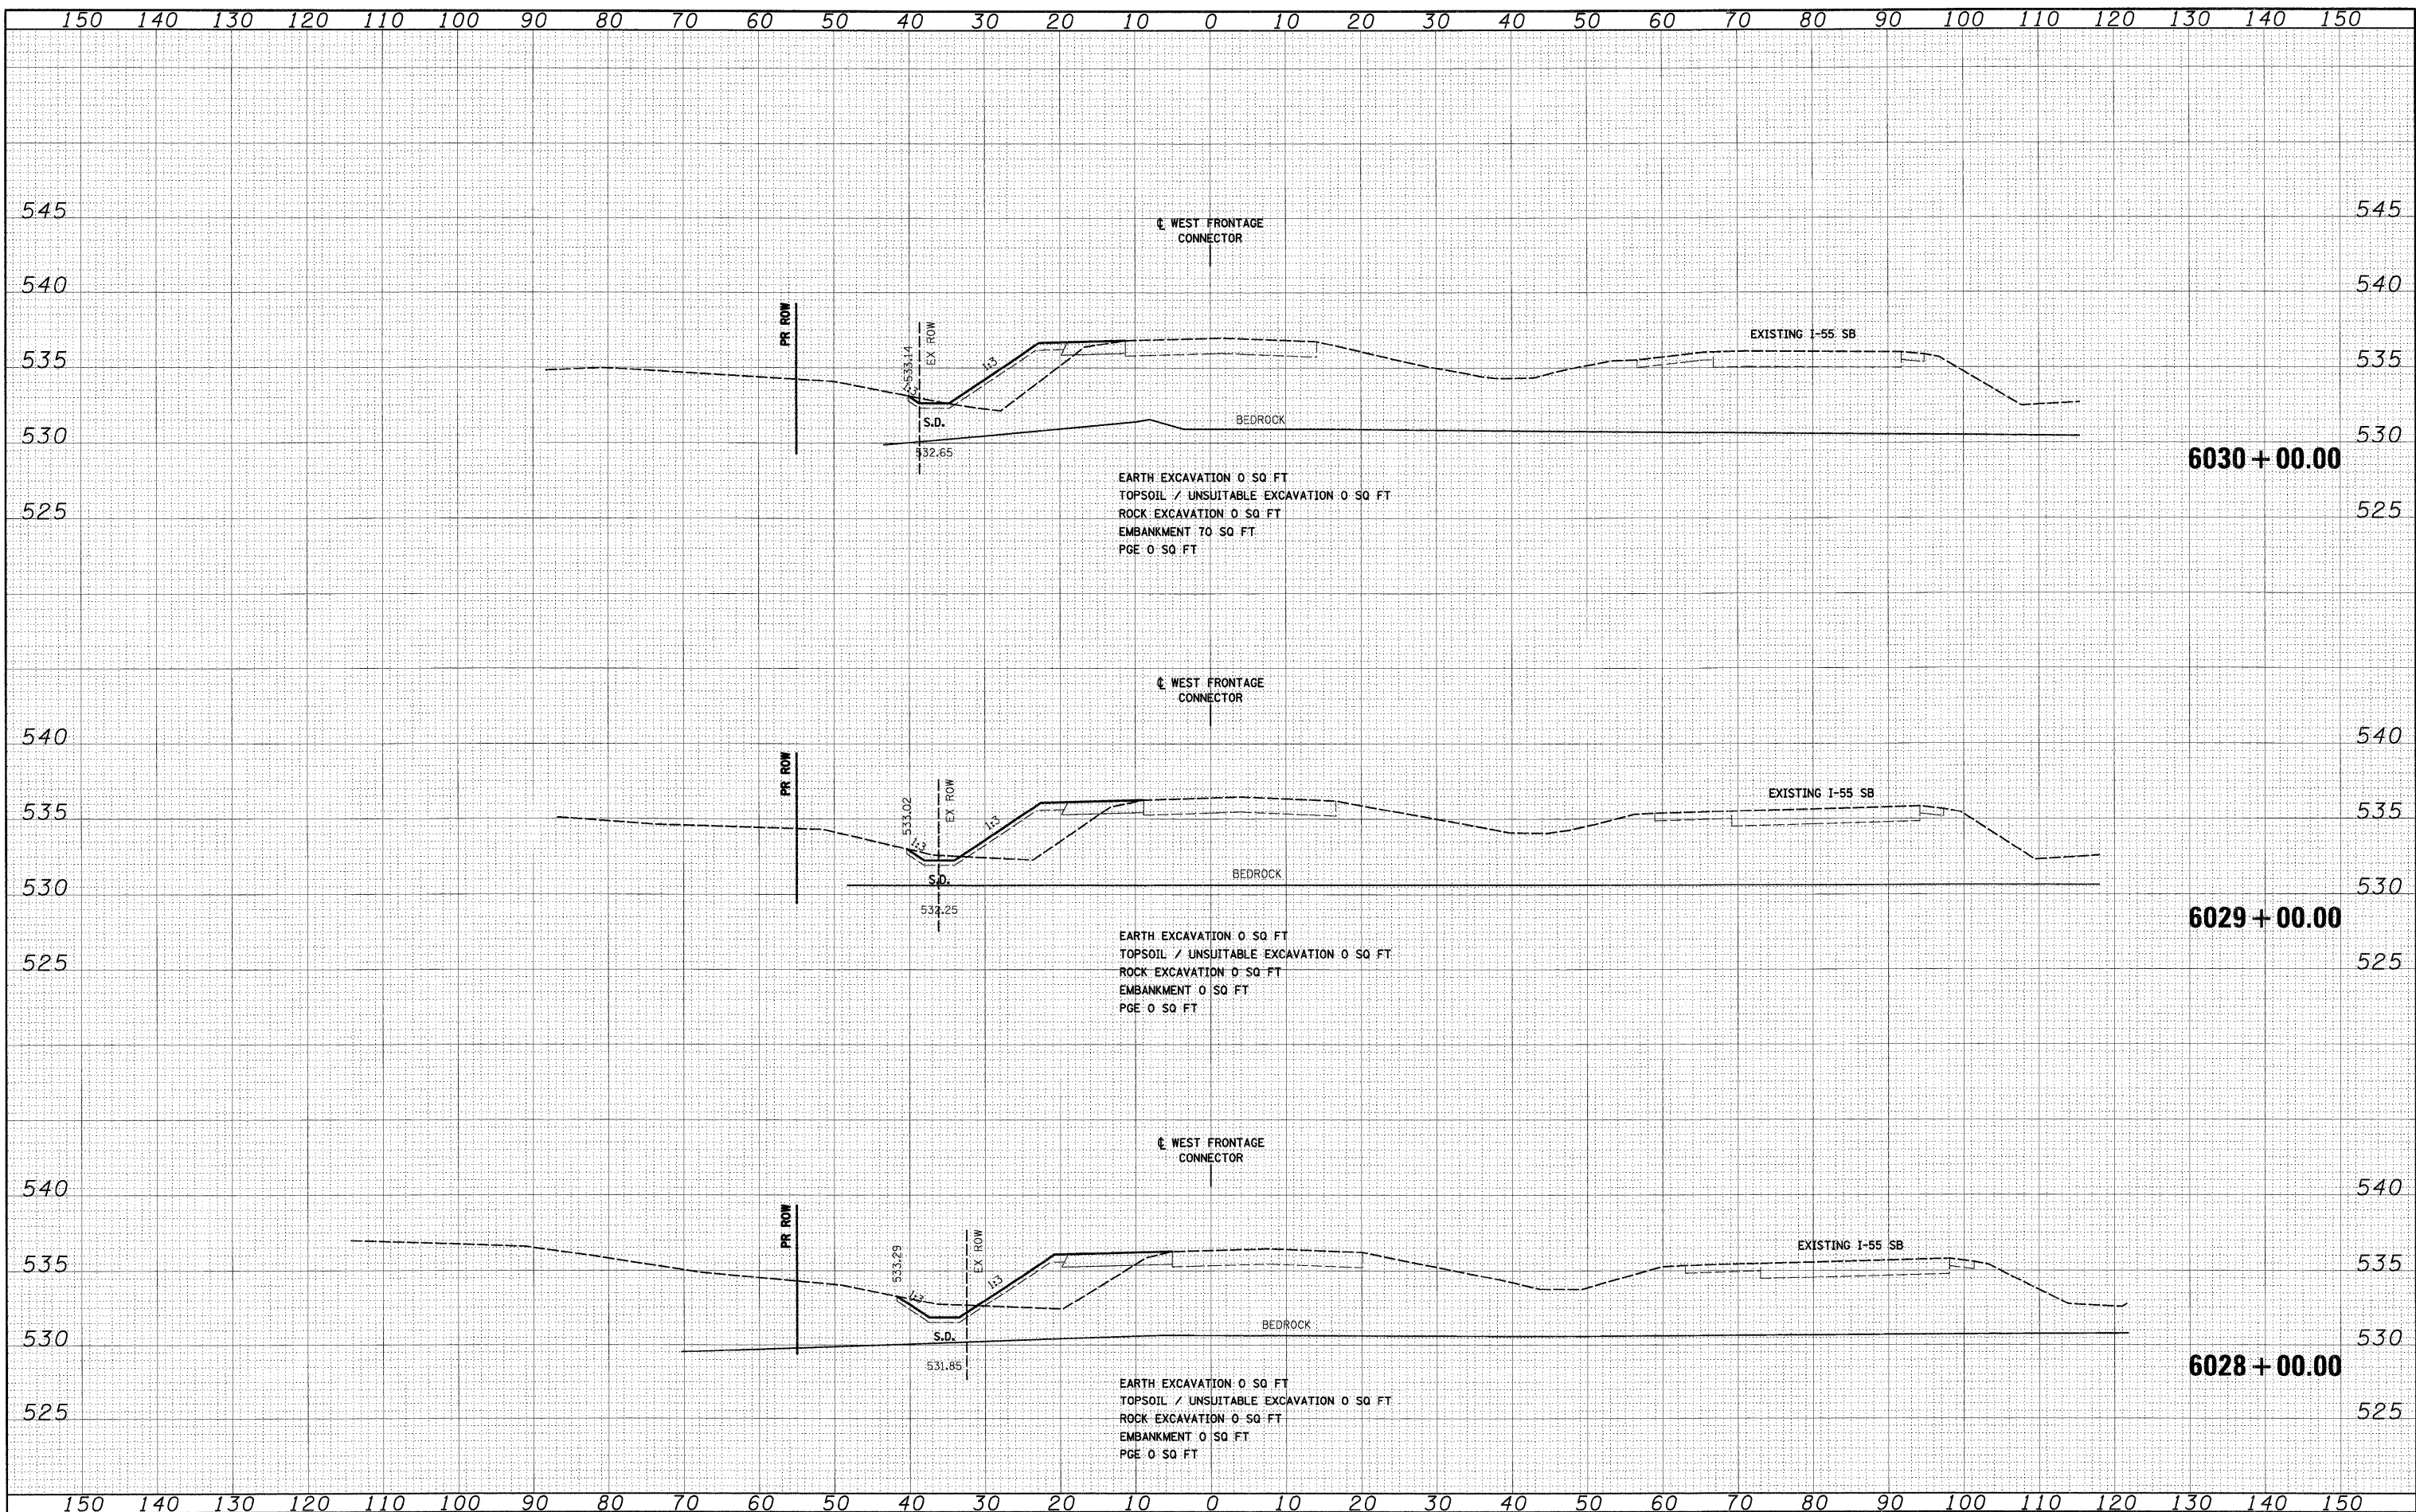 150 140 130 120 110 100 90 80 70 60 50 40 30 20 10 0 10 20 30 40 50 60 70 80 90 100 110 120 130 140 150
545 545
℄ WEST FRONTAGE
CONNECTOR
540 540
PR ROW
EX ROW
533.14
EXISTING I-55 SB
535 535
1:3
1:3
S.D.
BEDROCK
530 530
532.65
6030+00.00
EARTH EXCAVATION 0 SQ FT
TOPSOIL / UNSUITABLE EXCAVATION 0 SQ FT
ROCK EXCAVATION 0 SQ FT
EMBANKMENT 70 SQ FT
PGE 0 SQ FT
525 525
℄ WEST FRONTAGE
CONNECTOR
540 540
PR ROW
EX ROW
533.02
EXISTING I-55 SB
535 535
1:3
1:3
S.D.
BEDROCK
530 530
532.25
6029+00.00
EARTH EXCAVATION 0 SQ FT
TOPSOIL / UNSUITABLE EXCAVATION 0 SQ FT
ROCK EXCAVATION 0 SQ FT
EMBANKMENT 0 SQ FT
PGE 0 SQ FT
525 525
℄ WEST FRONTAGE
CONNECTOR
540 540
PR ROW
EX ROW
533.29
EXISTING I-55 SB
535 535
1:3
1:3
S.D.
BEDROCK
530 530
531.85
6028+00.00
EARTH EXCAVATION 0 SQ FT
TOPSOIL / UNSUITABLE EXCAVATION 0 SQ FT
ROCK EXCAVATION 0 SQ FT
EMBANKMENT 0 SQ FT
PGE 0 SQ FT
525 525
150 140 130 120 110 100 90 80 70 60 50 40 30 20 10 0 10 20 30 40 50 60 70 80 90 100 110 120 130 140 150